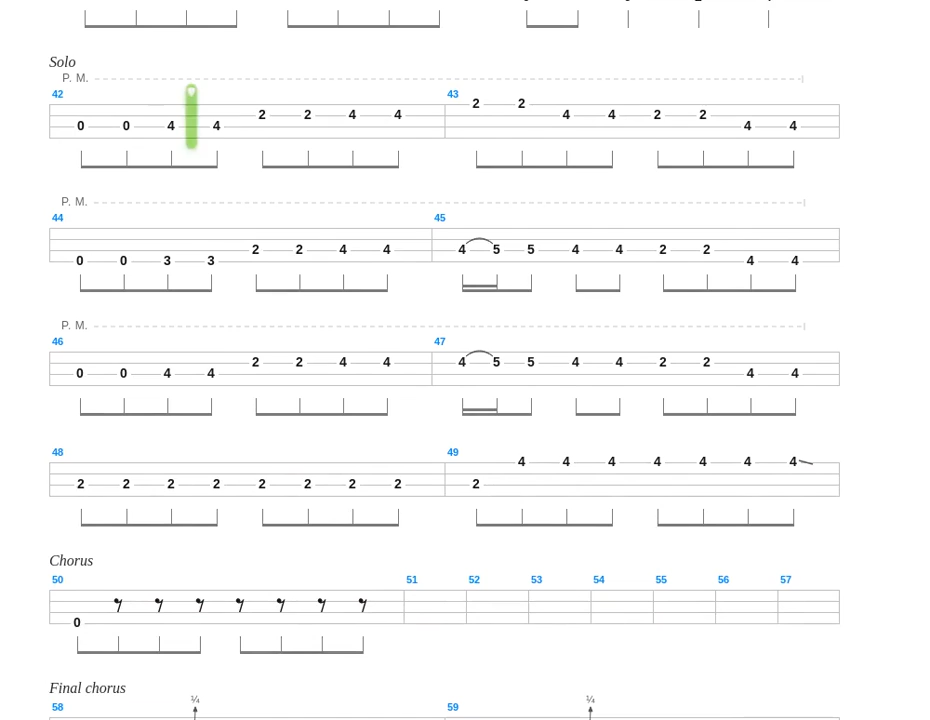 Solo
P. M.
42 43
0 0 4 4 2 2 4 4 2 2 4 4 2 2 4 4
P. M.
44 45
0 0 3 3 2 2 4 4 4 5 5 4 4 2 2 4 4
P. M.
46 47
0 0 4 4 2 2 4 4 4 5 5 4 4 2 2 4 4
48 49
2 2 2 2 2 2 2 2 2 4 4 4 4 4 4 4
Chorus
50 51 52 53 54 55 56 57
0
Final chorus
¼ ¼
58 59